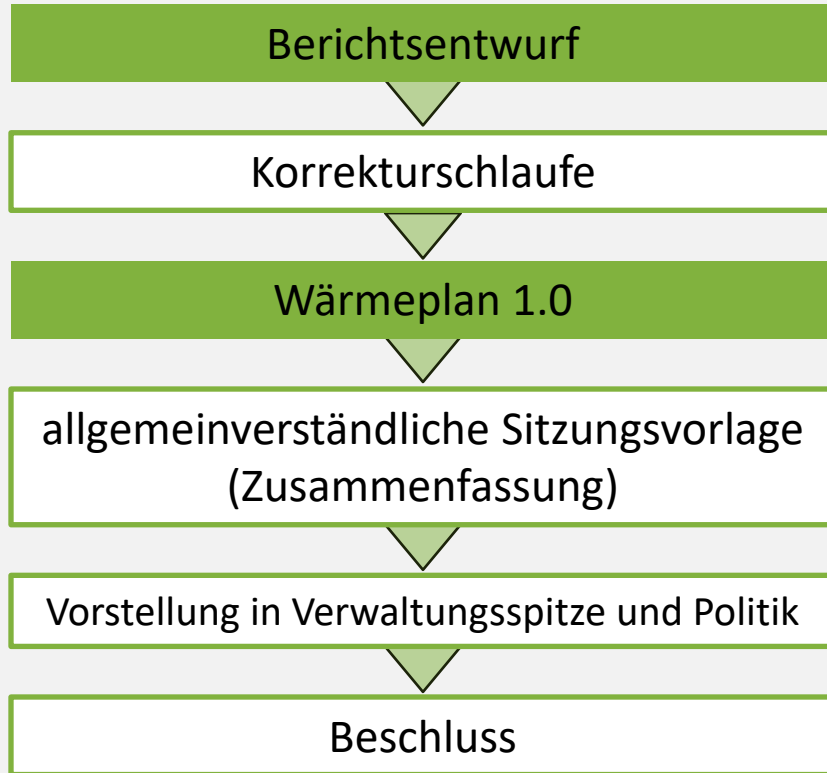 Berichtsentwurf
Korrekturschlaufe
Wärmeplan 1.0
allgemeinverständliche Sitzungsvorlage
(Zusammenfassung)
Vorstellung in Verwaltungsspitze und Politik
Beschluss